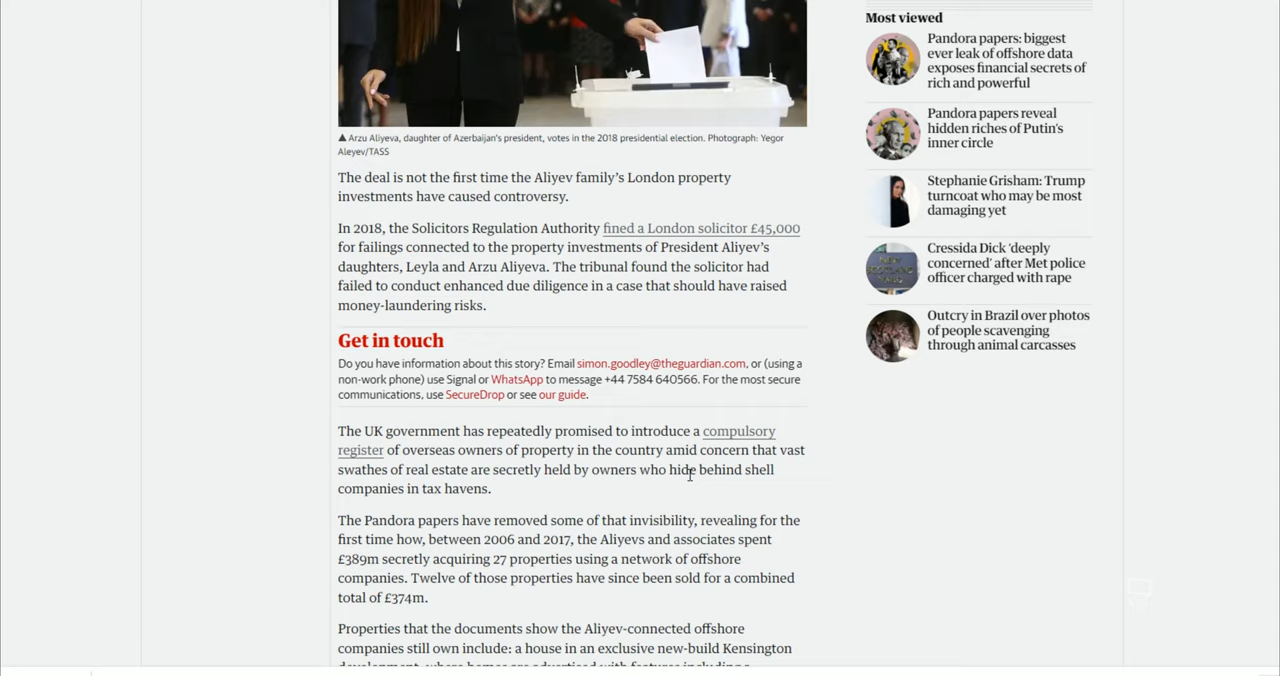 ▲ Arzu Aliyeva, daughter of Azerbaijan's president, votes in the 2018 presidential election. Photograph: Yegor
Aleyev/TASS
The deal is not the first time the Aliyev family's London property
investments have caused controversy.
In 2018, the Solicitors Regulation Authority fined a London solicitor £45,000
for failings connected to the property investments of President Aliyev's
daughters, Leyla and Arzu Aliyeva. The tribunal found the solicitor had
failed to conduct enhanced due diligence in a case that should have raised
money-laundering risks.
Get in touch
Do you have information about this story? Email simon.goodley@theguardian.com, or (using a
non-work phone) use Signal or WhatsApp to message +44 7584 640566. For the most secure
communications, use SecureDrop or see our guide.
The UK government has repeatedly promised to introduce a compulsory
register of overseas owners of property in the country amid concern that vast
swathes of real estate are secretly held by owners who hide behind shell
companies in tax havens.
The Pandora papers have removed some of that invisibility, revealing for the
first time how, between 2006 and 2017, the Aliyevs and associates spent
£389m secretly acquiring 27 properties using a network of offshore
companies. Twelve of those properties have since been sold for a combined
total of £374m.
Properties that the documents show the Aliyev-connected offshore
companies still own include: a house in an exclusive new-build Kensington
development, where homes are advertised with features including
Most viewed
Pandora papers: biggest
ever leak of offshore data
exposes financial secrets of
rich and powerful
Pandora papers reveal
hidden riches of Putin's
inner circle
Stephanie Grisham: Trump
turncoat who may be most
damaging yet
Cressida Dick 'deeply
concerned' after Met police
officer charged with rape
Outcry in Brazil over photos
of people scavenging
through animal carcasses